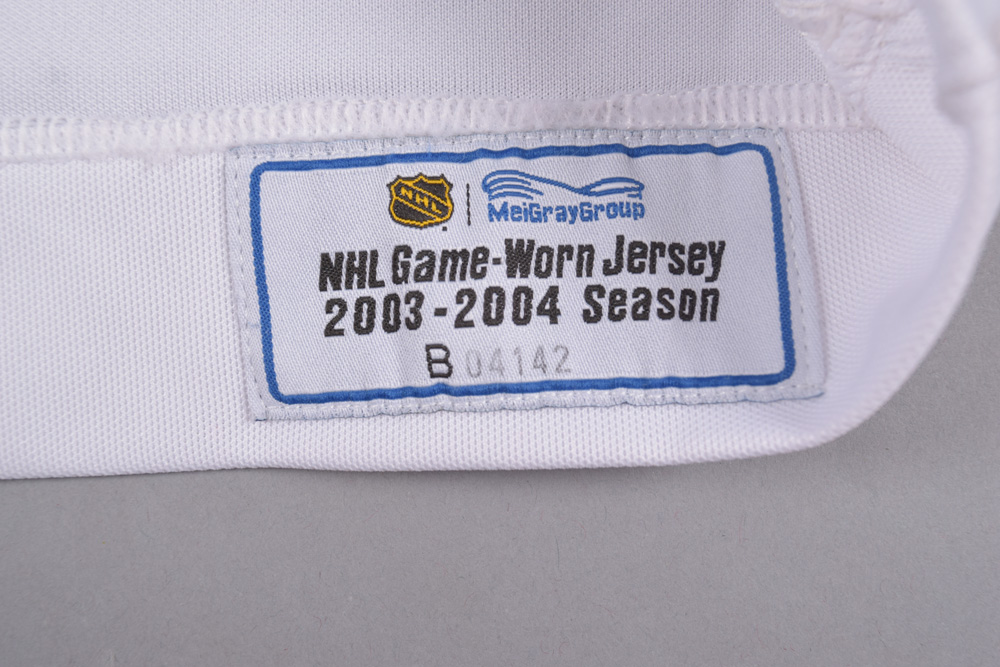 NHL
MeiGrayGroup
NHL Game-Worn Jersey
2003-2004 Season
B 04142